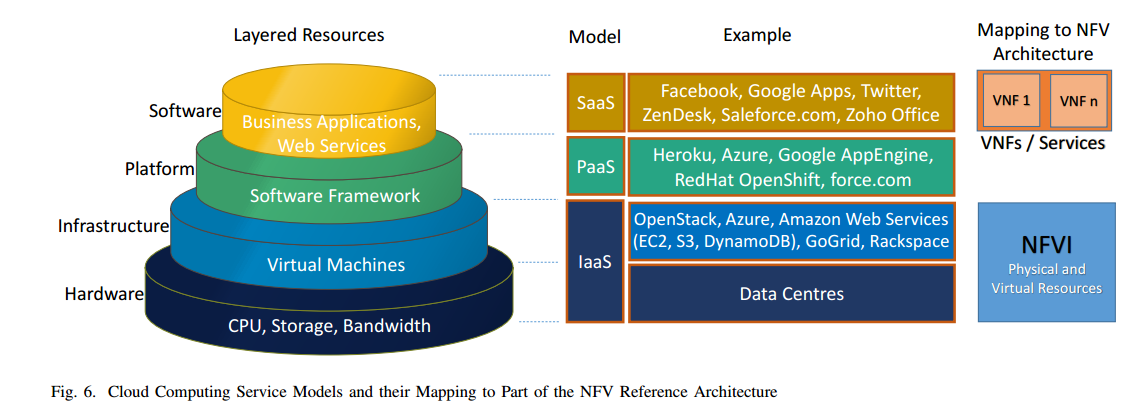 Layered Resources
Model
Example
Mapping to NFV
Architecture
Software
Business Applications,
Web Services
SaaS
Facebook, Google Apps, Twitter,
ZenDesk, Saleforce.com, Zoho Office
VNF 1
VNF n
VNFs / Services
Platform
Software Framework
PaaS
Heroku, Azure, Google AppEngine,
RedHat OpenShift, force.com
Infrastructure
Virtual Machines
IaaS
OpenStack, Azure, Amazon Web Services
(EC2, S3, DynamoDB), GoGrid, Rackspace
NFVI
Physical and
Virtual Resources
Hardware
CPU, Storage, Bandwidth
Data Centres
Fig. 6. Cloud Computing Service Models and their Mapping to Part of the NFV Reference Architecture